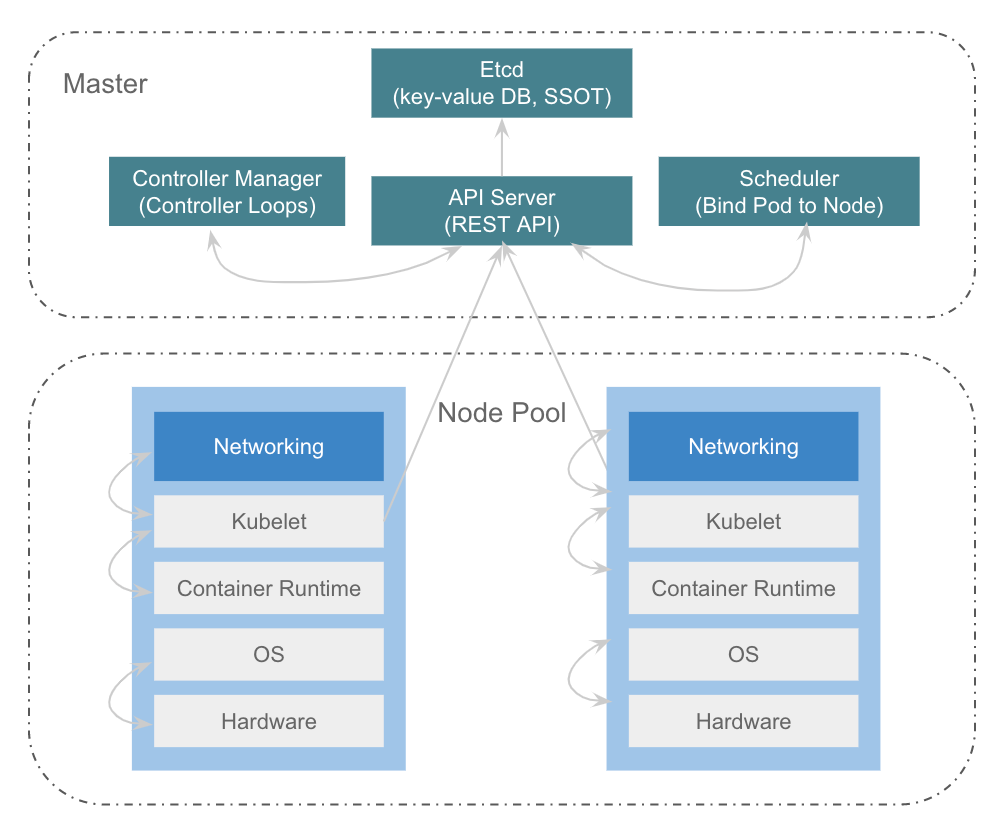 Master
Etcd
(key-value DB, SSOT)
Controller Manager
(Controller Loops)
API Server
(REST API)
Scheduler
(Bind Pod to Node)
Node Pool
Networking
Kubelet
Container Runtime
OS
Hardware
Networking
Kubelet
Container Runtime
OS
Hardware